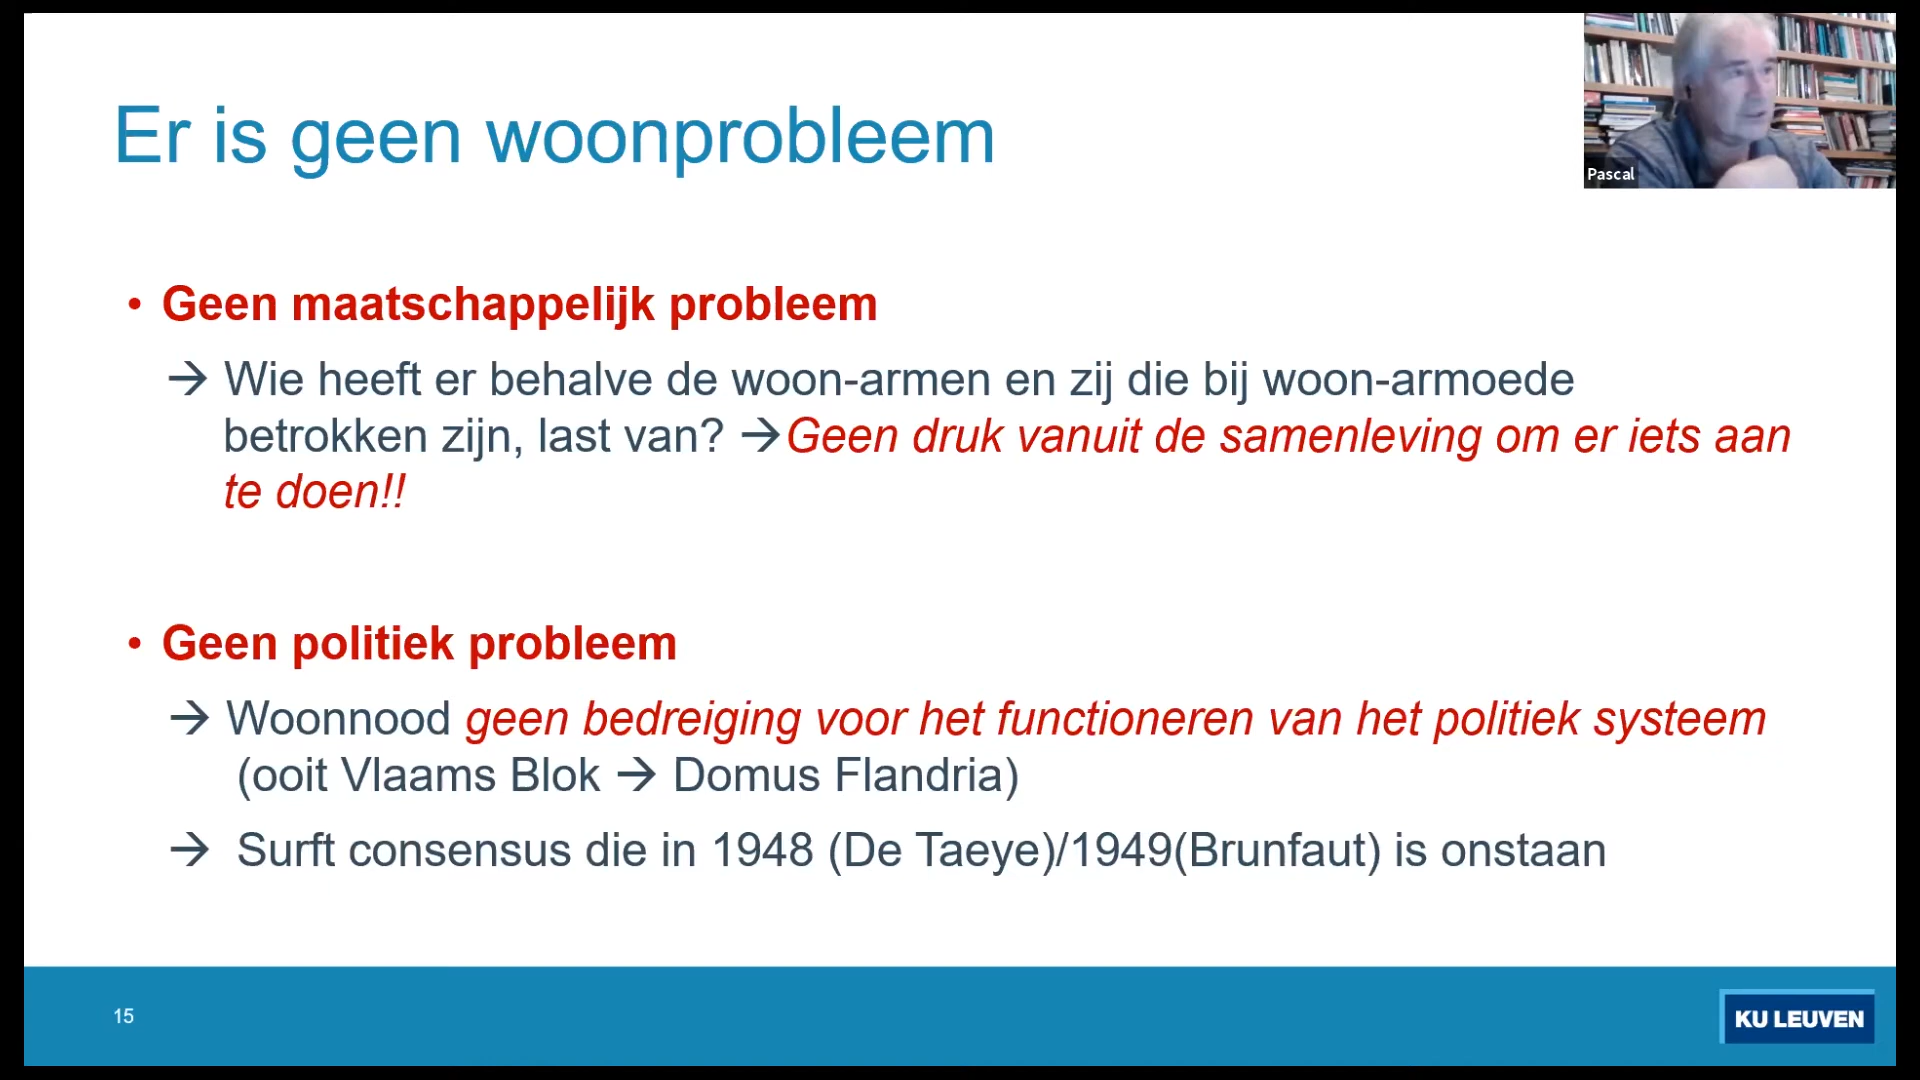 Er is geen woonprobleem
Pascal
• Geen maatschappelijk probleem
→ Wie heeft er behalve de woon-armen en zij die bij woon-armoede
betrokken zijn, last van? →Geen druk vanuit de samenleving om er iets aan
te doen!!
• Geen politiek probleem
→ Woonnood geen bedreiging voor het functioneren van het politiek systeem
(ooit Vlaams Blok → Domus Flandria)
→ Surft consensus die in 1948 (De Taeye)/1949(Brunfaut) is onstaan
15
KU LEUVEN